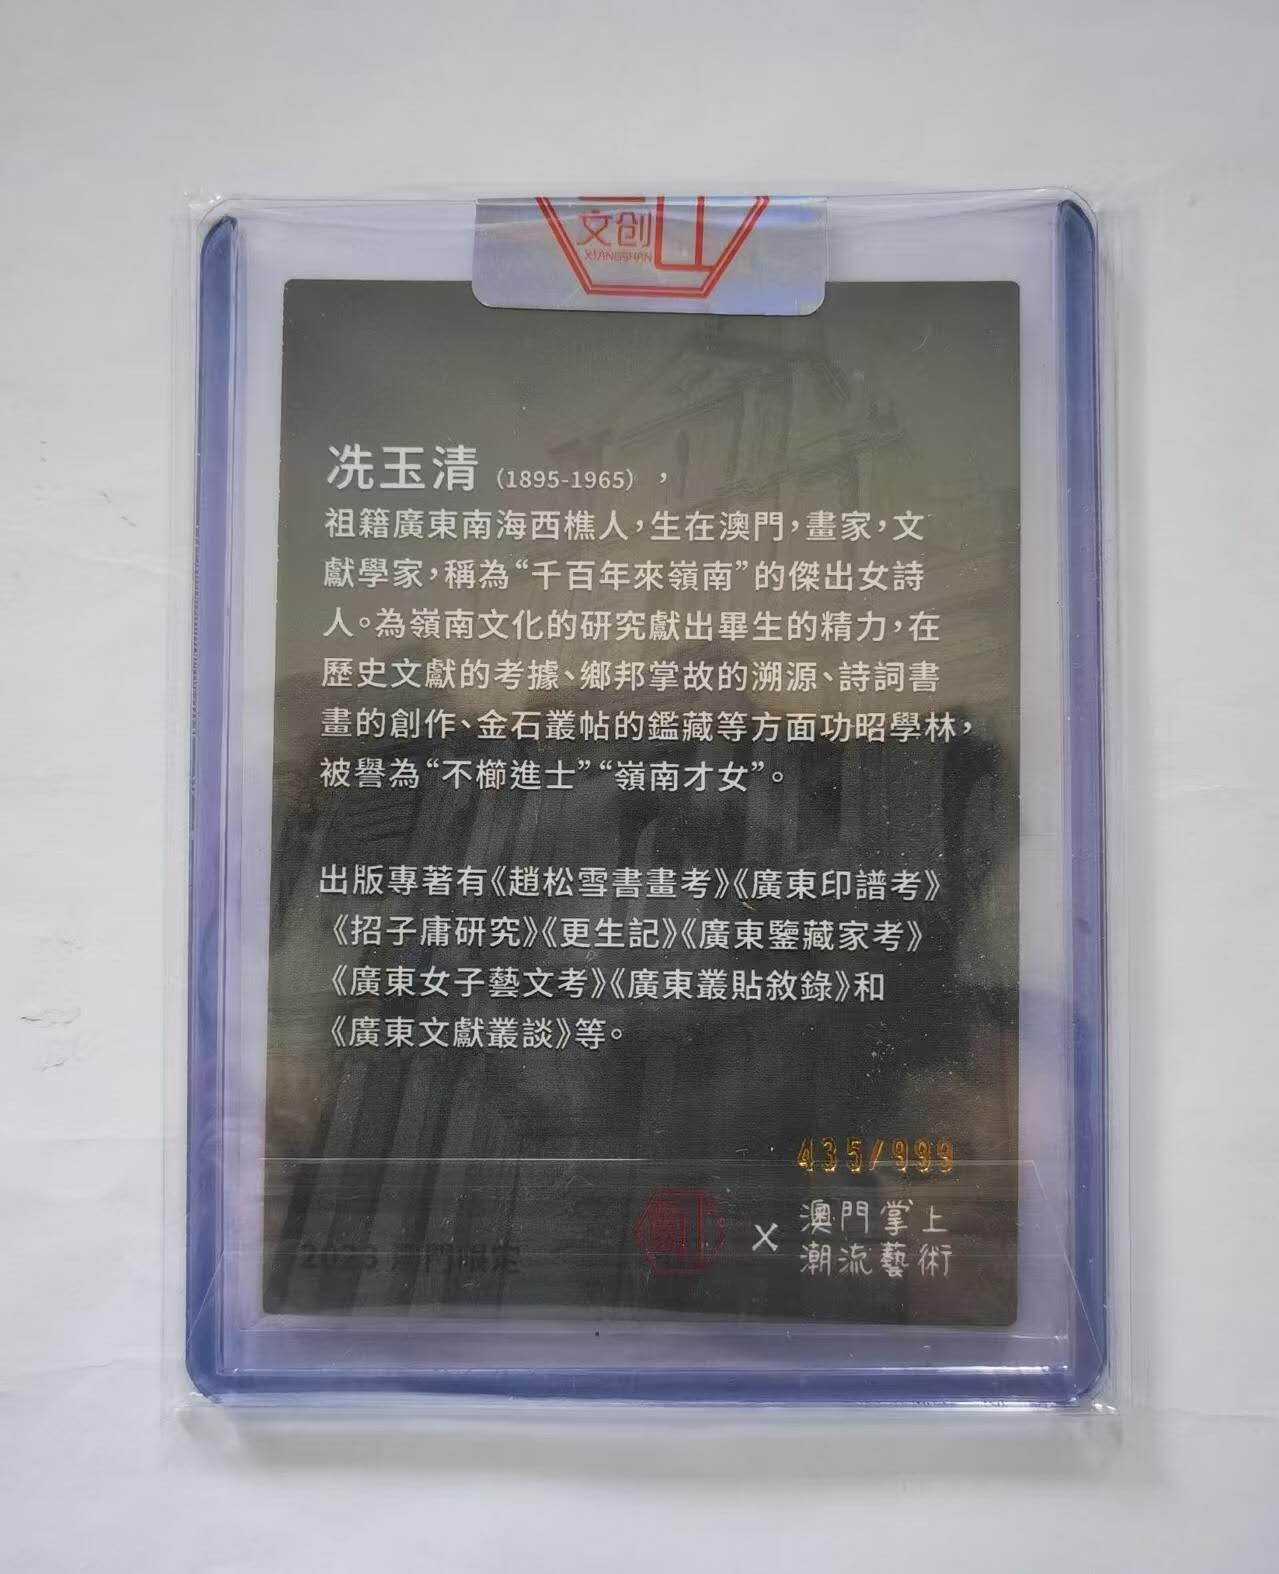 文创
XIANGSHAN
冼玉清（1895-1965），
祖籍廣東南海西樵人，生在澳門，畫家，文
獻學家，稱為“千百年來嶺南”的傑出女詩
人。為嶺南文化的研究獻出畢生的精力，在
歷史文獻的考據、鄉邦掌故的溯源、詩詞書
畫的創作、金石叢帖的鑑藏等方面功昭學林，
被譽為“不櫛進士”“嶺南才女”。
出版專著有《趙松雪書畫考》《廣東印譜考》
《招子庸研究》《更生記》《廣東鑒藏家考》
《廣東女子藝文考》《廣東叢貼敘錄》和
《廣東文獻叢談》等。
435/999
X 澳門掌上
潮流藝術
澳門限定